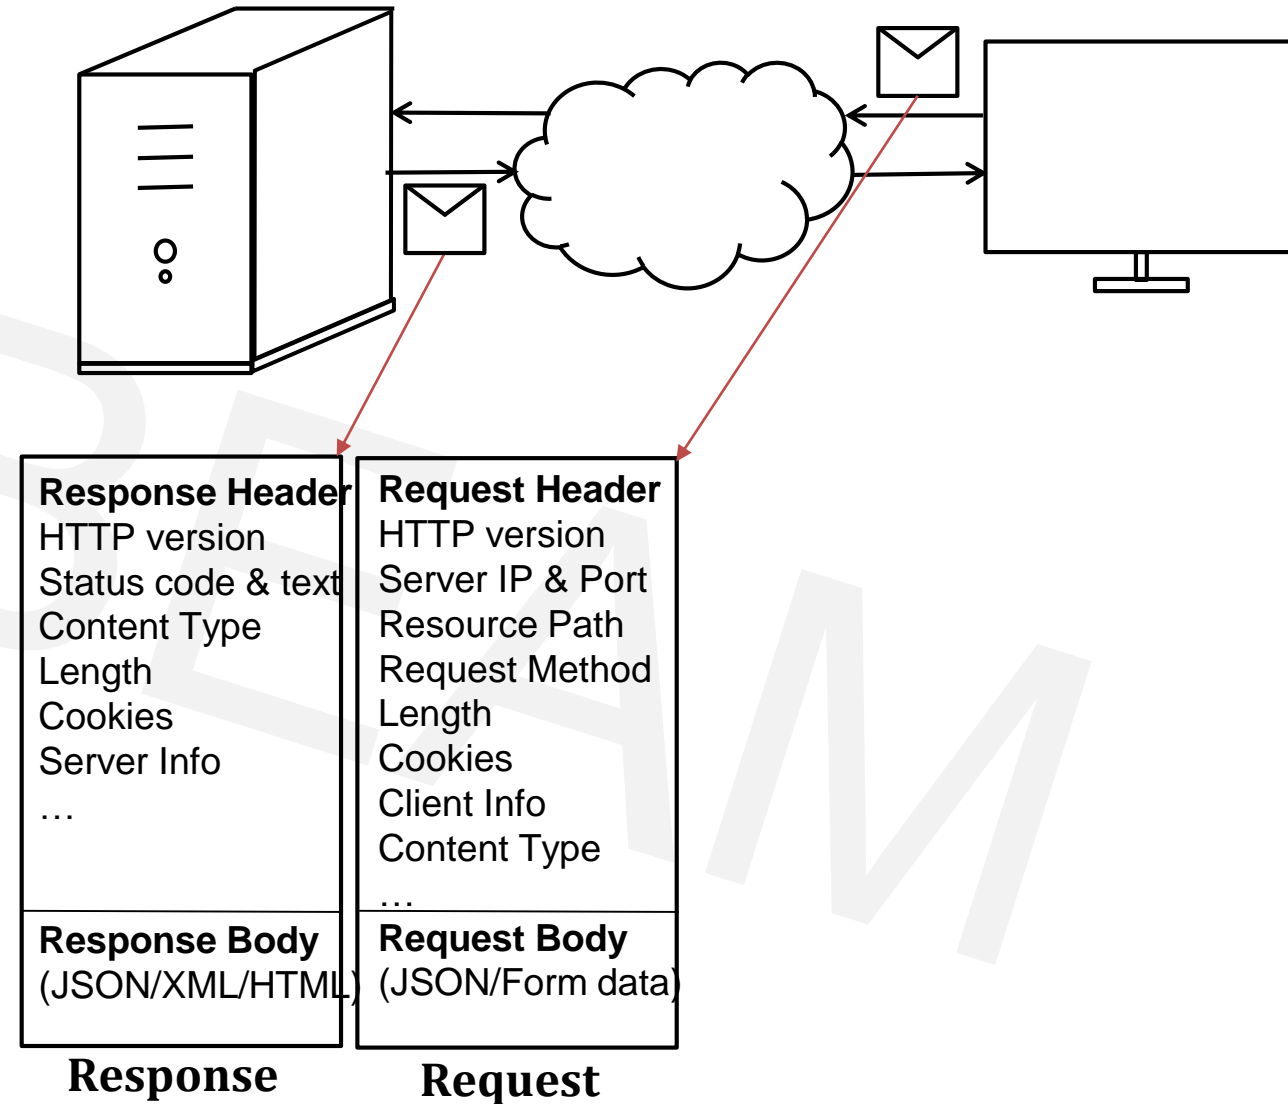 Response Header
HTTP version
Status code & text
Content Type
Length
Cookies
Server Info
…
Response Body
(JSON/XML/HTML)
Response
Request Header
HTTP version
Server IP & Port
Resource Path
Request Method
Length
Cookies
Client Info
Content Type
…
Request Body
(JSON/Form data)
Request
BEAM